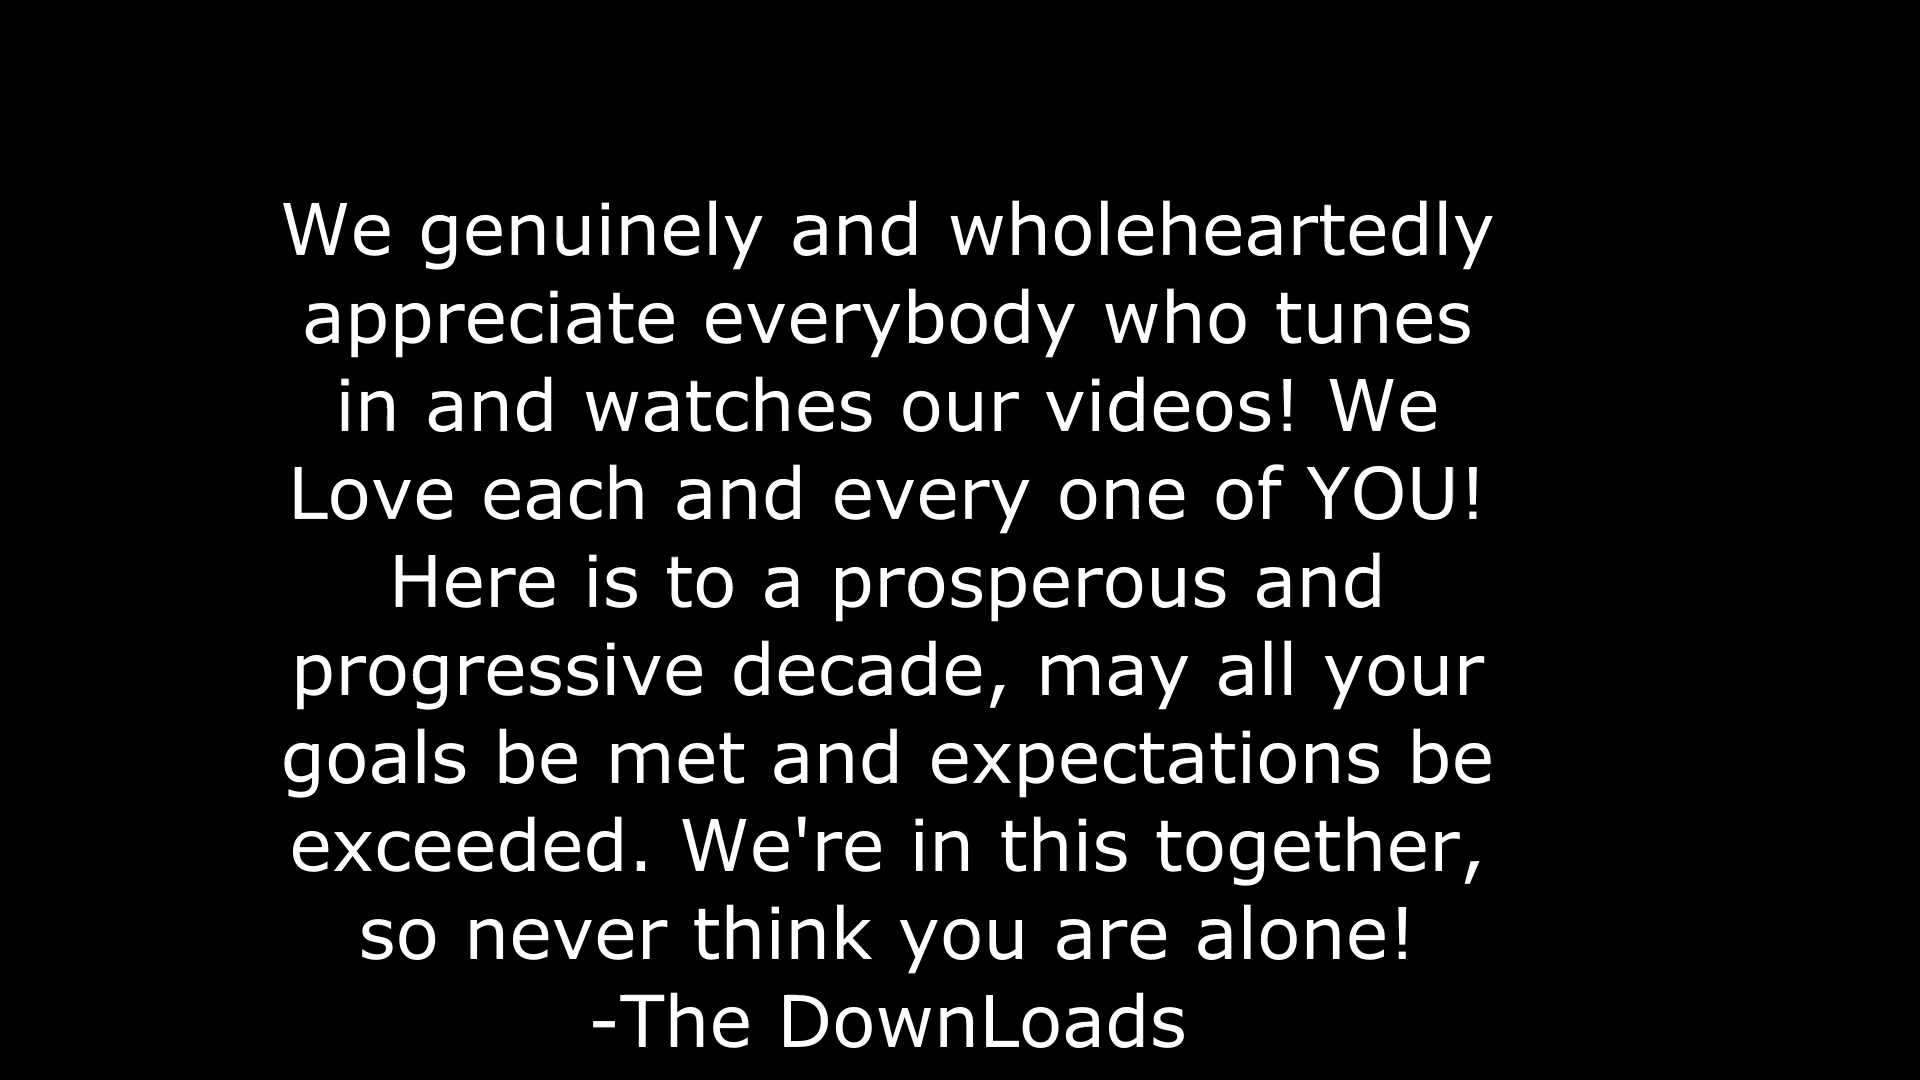 We genuinely and wholeheartedly
appreciate everybody who tunes
in and watches our videos! We
Love each and every one of YOU!
Here is to a prosperous and
progressive decade, may all your
goals be met and expectations be
exceeded. We're in this together,
so never think you are alone!
-The DownLoads